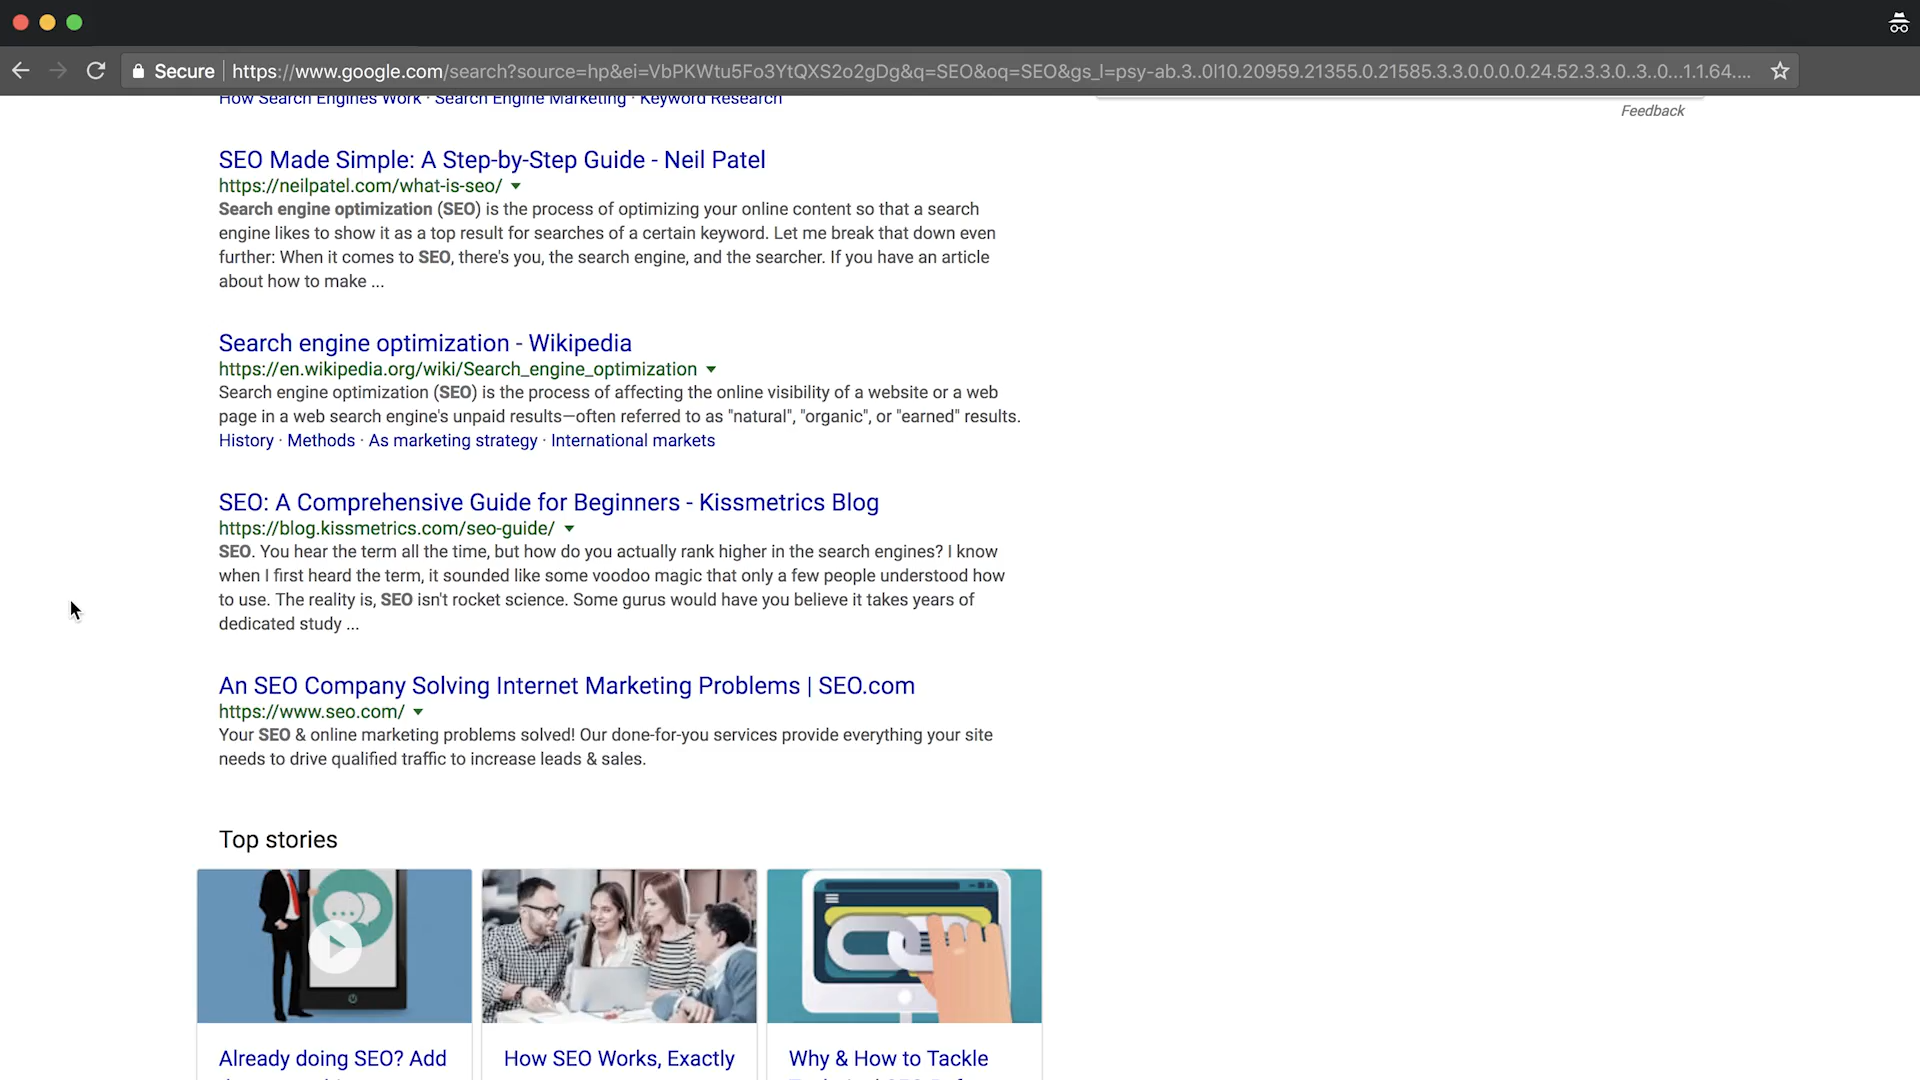 Secure https://www.google.com/search?source=hp&ei=VbPKWtu5Fo3YtQXS2o2gDg&q=SEO&oq=SEO&gs_l=psy-ab.3..0l10.20959.21355.0.21585.3.3.0.0.0.0.24.52.3.3.0..3..0...1.1.64....
How Search Engines Work · Search Engine Marketing · Keyword Research
Feedback
SEO Made Simple: A Step-by-Step Guide - Neil Patel
https://neilpatel.com/what-is-seo/
Search engine optimization (SEO) is the process of optimizing your online content so that a search
engine likes to show it as a top result for searches of a certain keyword. Let me break that down even
further: When it comes to SEO, there's you, the search engine, and the searcher. If you have an article
about how to make ...
Search engine optimization - Wikipedia
https://en.wikipedia.org/wiki/Search_engine_optimization
Search engine optimization (SEO) is the process of affecting the online visibility of a website or a web
page in a web search engine's unpaid results—often referred to as "natural", "organic", or "earned" results.
History · Methods · As marketing strategy · International markets
SEO: A Comprehensive Guide for Beginners - Kissmetrics Blog
https://blog.kissmetrics.com/seo-guide/
SEO. You hear the term all the time, but how do you actually rank higher in the search engines? I know
when I first heard the term, it sounded like some voodoo magic that only a few people understood how
to use. The reality is, SEO isn't rocket science. Some gurus would have you believe it takes years of
dedicated study ...
An SEO Company Solving Internet Marketing Problems | SEO.com
https://www.seo.com/
Your SEO & online marketing problems solved! Our done-for-you services provide everything your site
needs to drive qualified traffic to increase leads & sales.
Top stories
Already doing SEO? Add
How SEO Works, Exactly
Why & How to Tackle